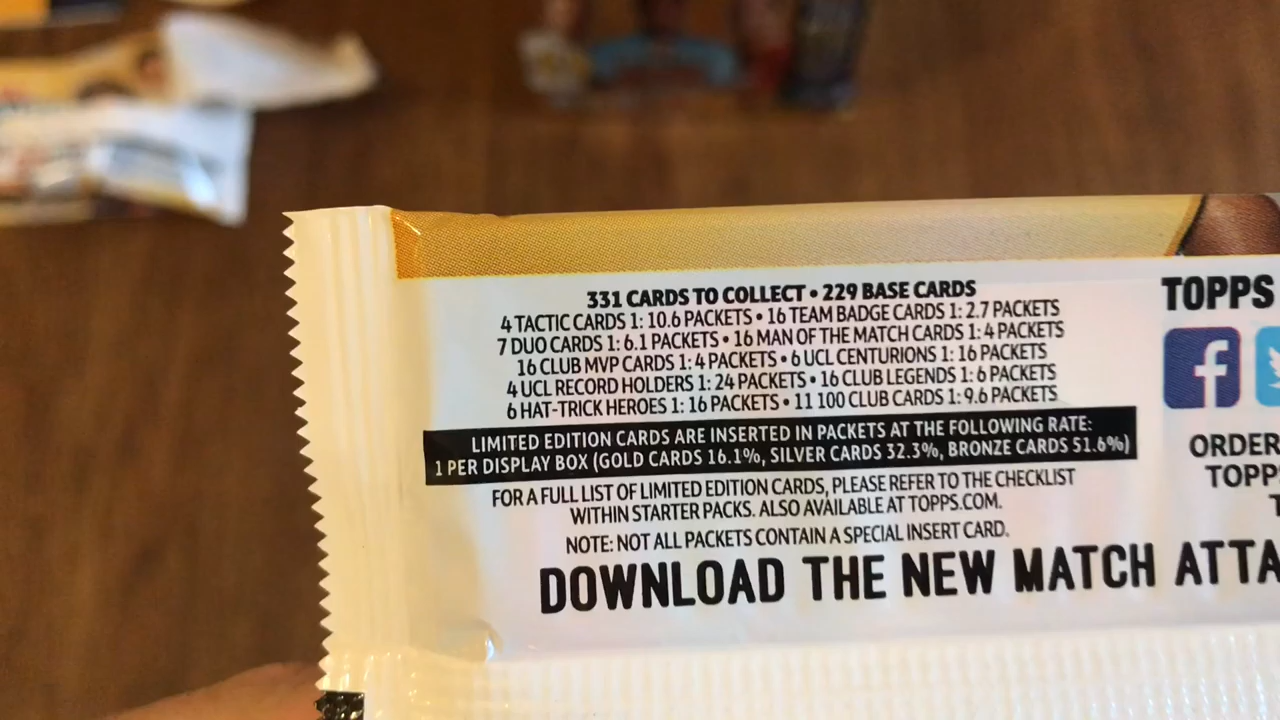 331 CARDS TO COLLECT • 229 BASE CARDS
4 TACTIC CARDS 1: 10.6 PACKETS • 16 TEAM BADGE CARDS 1: 2.7 PACKETS
7 DUO CARDS 1: 6.1 PACKETS • 16 MAN OF THE MATCH CARDS 1: 4 PACKETS
16 CLUB MVP CARDS 1: 4 PACKETS • 6 UCL CENTURIONS 1: 16 PACKETS
4 UCL RECORD HOLDERS 1: 24 PACKETS • 16 CLUB LEGENDS 1: 6 PACKETS
6 HAT-TRICK HEROES 1: 16 PACKETS • 11 100 CLUB CARDS 1: 9.6 PACKETS
LIMITED EDITION CARDS ARE INSERTED IN PACKETS AT THE FOLLOWING RATE:
1 PER DISPLAY BOX (GOLD CARDS 16.1%, SILVER CARDS 32.3%, BRONZE CARDS 51.6%)
FOR A FULL LIST OF LIMITED EDITION CARDS, PLEASE REFER TO THE CHECKLIST
WITHIN STARTER PACKS. ALSO AVAILABLE AT TOPPS.COM.
NOTE: NOT ALL PACKETS CONTAIN A SPECIAL INSERT CARD.
DOWNLOAD THE NEW MATCH ATTA
TOPPS
f
ORDER
TOPP
T